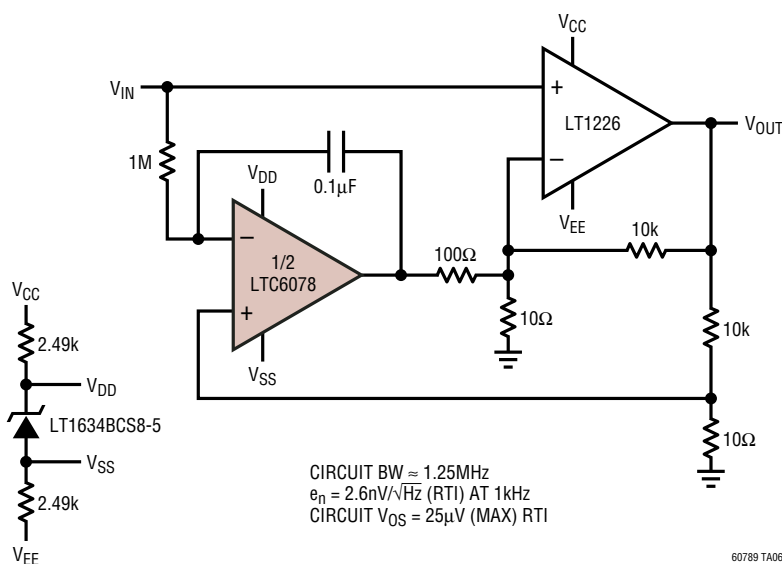 VCC
VIN
+
LT1226
VOUT
1M
−
0.1µF
VDD
VEE
10k
−
1/2
LTC6078
100Ω
+
10Ω
10k
VSS
10Ω
VCC
2.49k
VDD
LT1634BCS8-5
VSS
2.49k
VEE
CIRCUIT BW ≈ 1.25MHz
en = 2.6nV/√Hz (RTI) AT 1kHz
CIRCUIT VOS = 25µV (MAX) RTI
60789 TA06